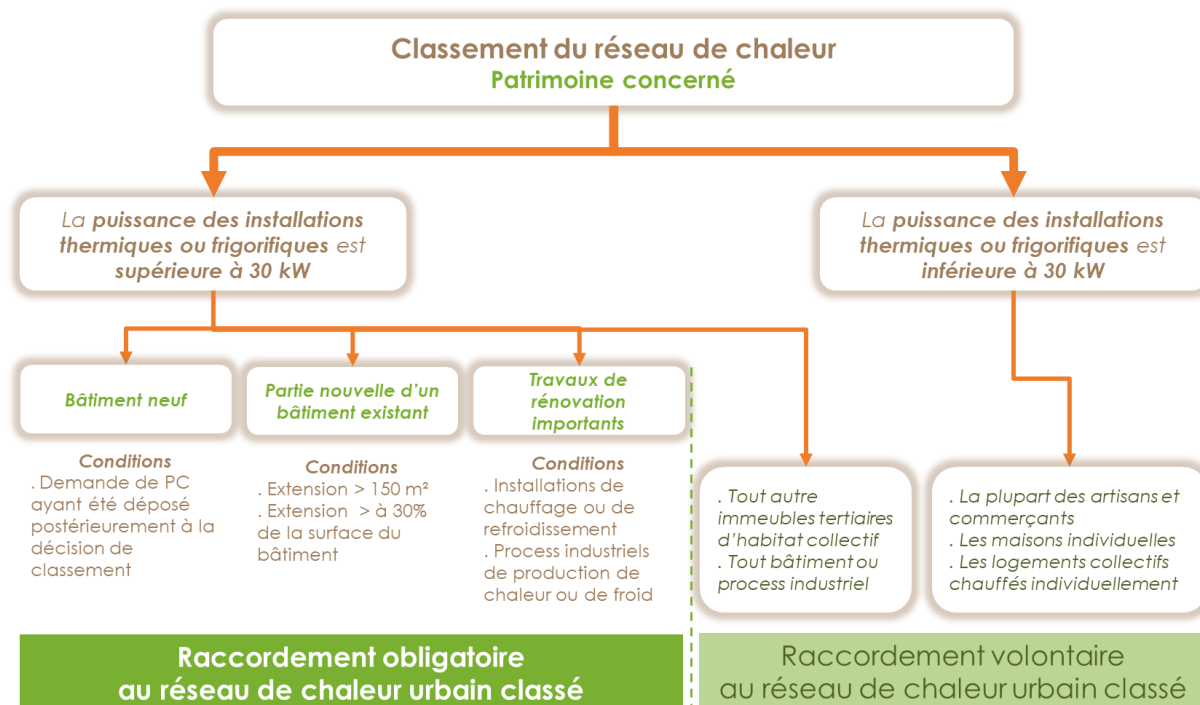 Classement du réseau de chaleur
Patrimoine concerné
La puissance des installations
thermiques ou frigorifiques est
supérieure à 30 kW
La puissance des installations
thermiques ou frigorifiques est
inférieure à 30 kW
Bâtiment neuf
Partie nouvelle d'un
bâtiment existant
Travaux de
rénovation
importants
Conditions
. Demande de PC
ayant été déposé
postérieurement à la
décision de
classement
Conditions
. Extension > 150 m²
. Extension > à 30%
de la surface du
bâtiment
Conditions
. Installations de
chauffage ou de
refroidissement
. Process industriels
de production de
chaleur ou de froid
. Tout autre
immeubles tertiaires
d'habitat collectif
. Tout bâtiment ou
process industriel
. La plupart des artisans et
commerçants
. Les maisons individuelles
. Les logements collectifs
chauffés individuellement
Raccordement obligatoire
au réseau de chaleur urbain classé
Raccordement volontaire
au réseau de chaleur urbain classé